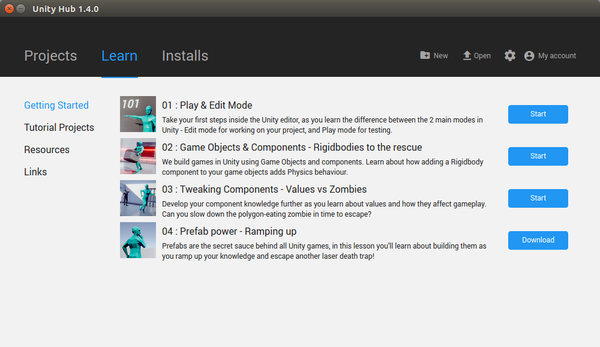 Unity Hub 1.4.0
Projects
Learn
Installs
New
Open
My account
Getting Started
Tutorial Projects
Resources
Links
101
01 : Play & Edit Mode
Take your first steps inside the Unity editor, as you learn the difference between the 2 main modes in
Unity - Edit mode for working on your project, and Play mode for testing.
Start
02 : Game Objects & Components - Rigidbodies to the rescue
We build games in Unity using Game Objects and components. Learn about how adding a Rigidbody
component to your game objects adds Physics behaviour.
Start
03 : Tweaking Components - Values vs Zombies
Develop your component knowledge further as you learn about values and how they affect gameplay.
Can you slow down the polygon-eating zombie in time to escape?
Start
04 : Prefab power - Ramping up
Prefabs are the secret sauce behind all Unity games, in this lesson you'll learn about building them as
you ramp up your knowledge and escape another laser death trap!
Download